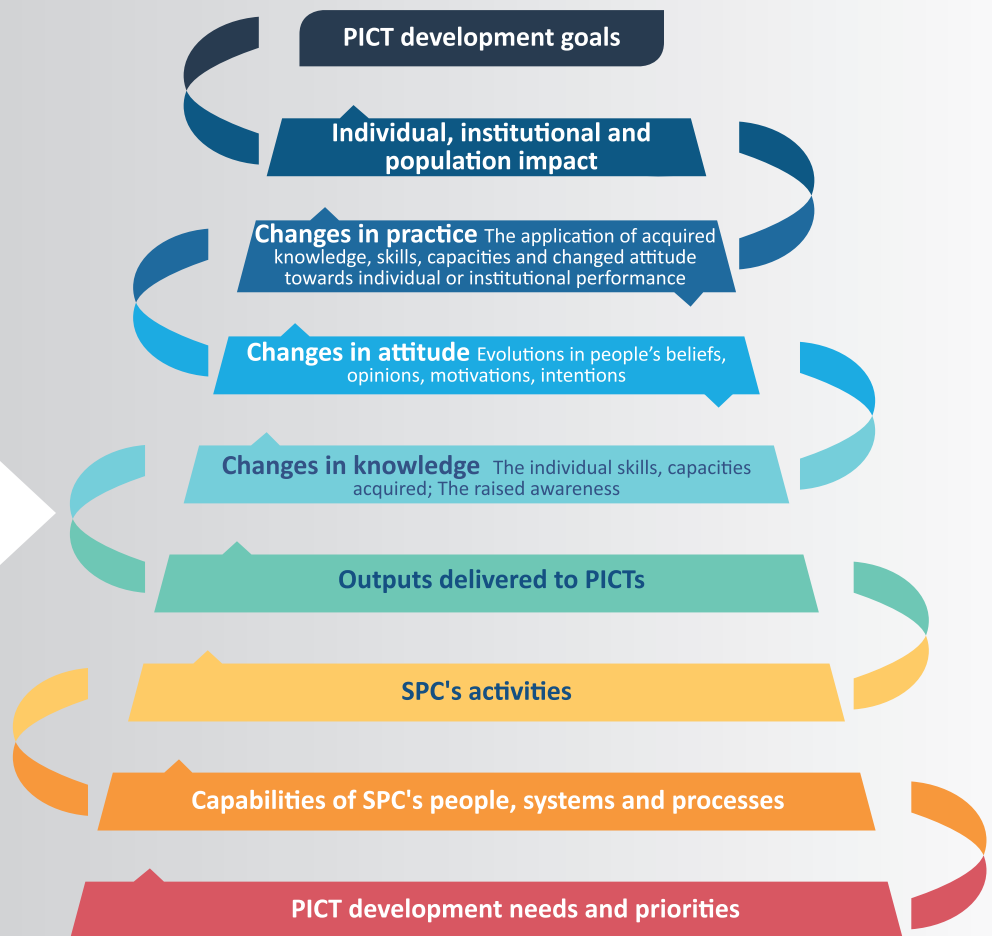 PICT development goals
Individual, institutional and
population impact
Changes in practice The application of acquired
knowledge, skills, capacities and changed attitude
towards individual or institutional performance
Changes in attitude Evolutions in people’s beliefs,
opinions, motivations, intentions
Changes in knowledge The individual skills, capacities
acquired; The raised awareness
Outputs delivered to PICTs
SPC's activities
Capabilities of SPC's people, systems and processes
PICT development needs and priorities